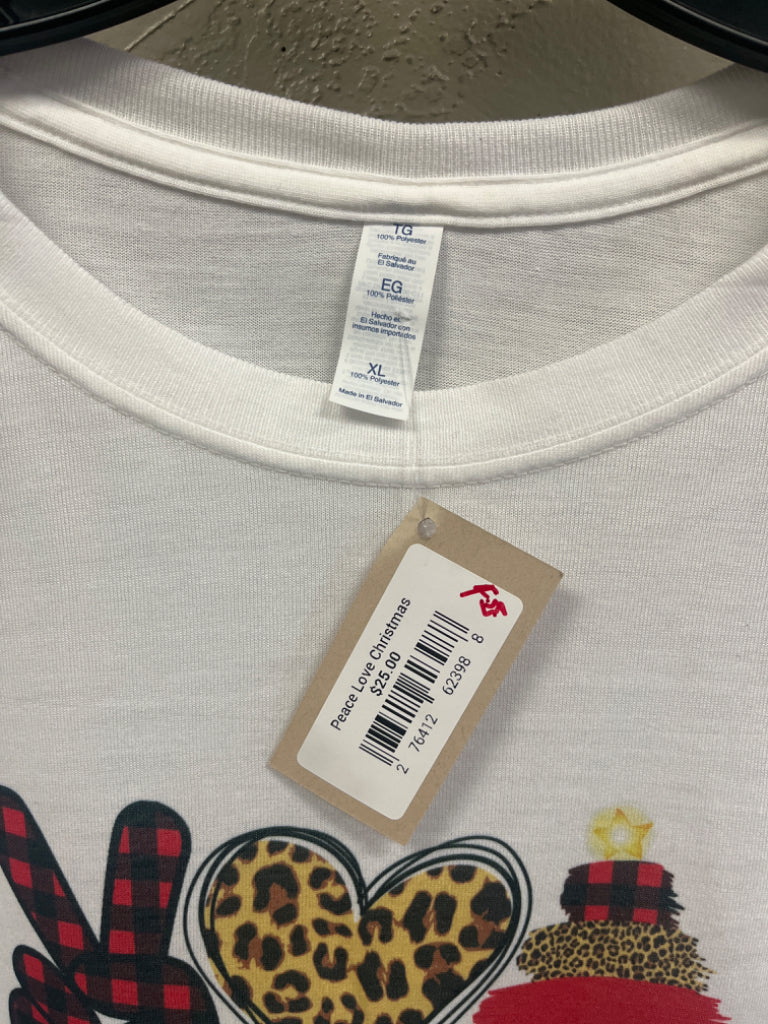 TG
100% Polyester
Fabriqué au
El Salvador
EG
100% Poliéster
Hecho en
El Salvador con
insumos importados
XL
100% Polyester
Made in El Salvador
Peace Love Christmas
$25.00
2 76412 62398 8